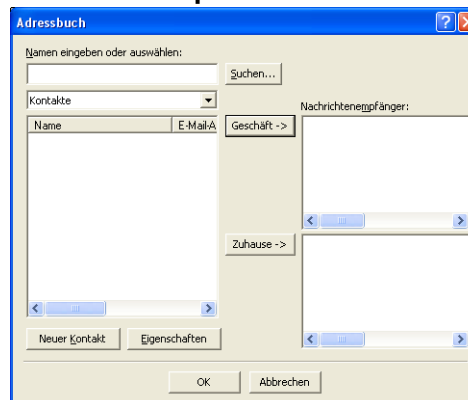 Adressbuch
Namen eingeben oder auswählen:
Suchen...
Kontakte
Nachrichtenempfänger:
Name E-Mail-A
Geschäft ->
Zuhause ->
Neuer Kontakt Eigenschaften
OK Abbrechen